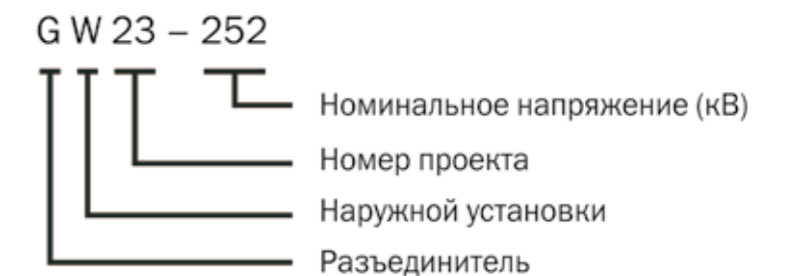 G W 23 – 252
Номинальное напряжение (кВ)
Номер проекта
Наружной установки
Разъединитель